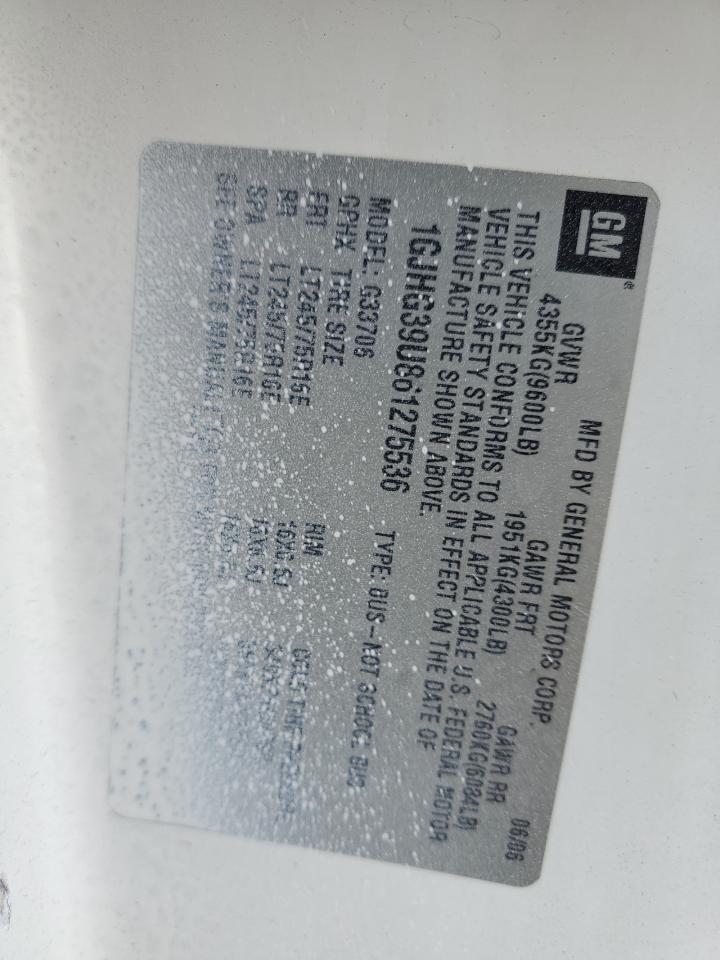 GM
MFD BY GENERAL MOTORS CORP. 06/06
GVWR GAWR FRT GAWR RR
4355KG(9600LB) 1951KG(4300LB) 2760KG(6084LB)
THIS VEHICLE CONFORMS TO ALL APPLICABLE U.S. FEDERAL MOTOR
VEHICLE SAFETY STANDARDS IN EFFECT ON THE DATE OF
MANUFACTURE SHOWN ABOVE.
1GJHG39U861275536 TYPE: BUS-NOT SCHOOL BUS
MODEL: G33706
GPHX TIRE SIZE RIM COLD TIRE
FRT LT245/75R16E 16X6.5J
RR LT245/75R16E 16X6.5J
SPA LT245/75R16E
SEE OWNER'S MANUAL